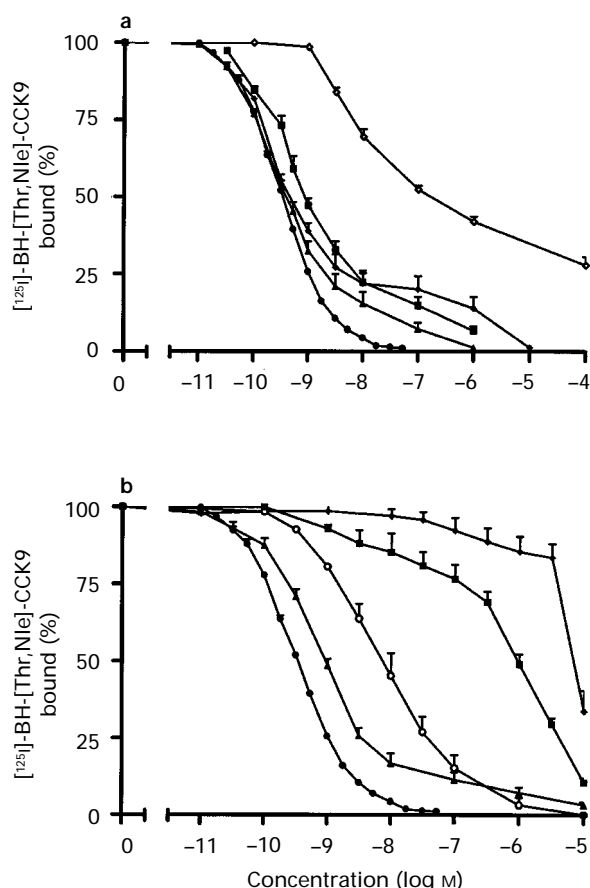 a
[¹²⁵I]-BH-[Thr,Nle]-CCK9
bound (%)
100
75
50
25
0
0 −11 −10 −9 −8 −7 −6 −5 −4
b
[¹²⁵I]-BH-[Thr,Nle]-CCK9
bound (%)
100
75
50
25
0
0 −11 −10 −9 −8 −7 −6 −5
Concentration (log M)